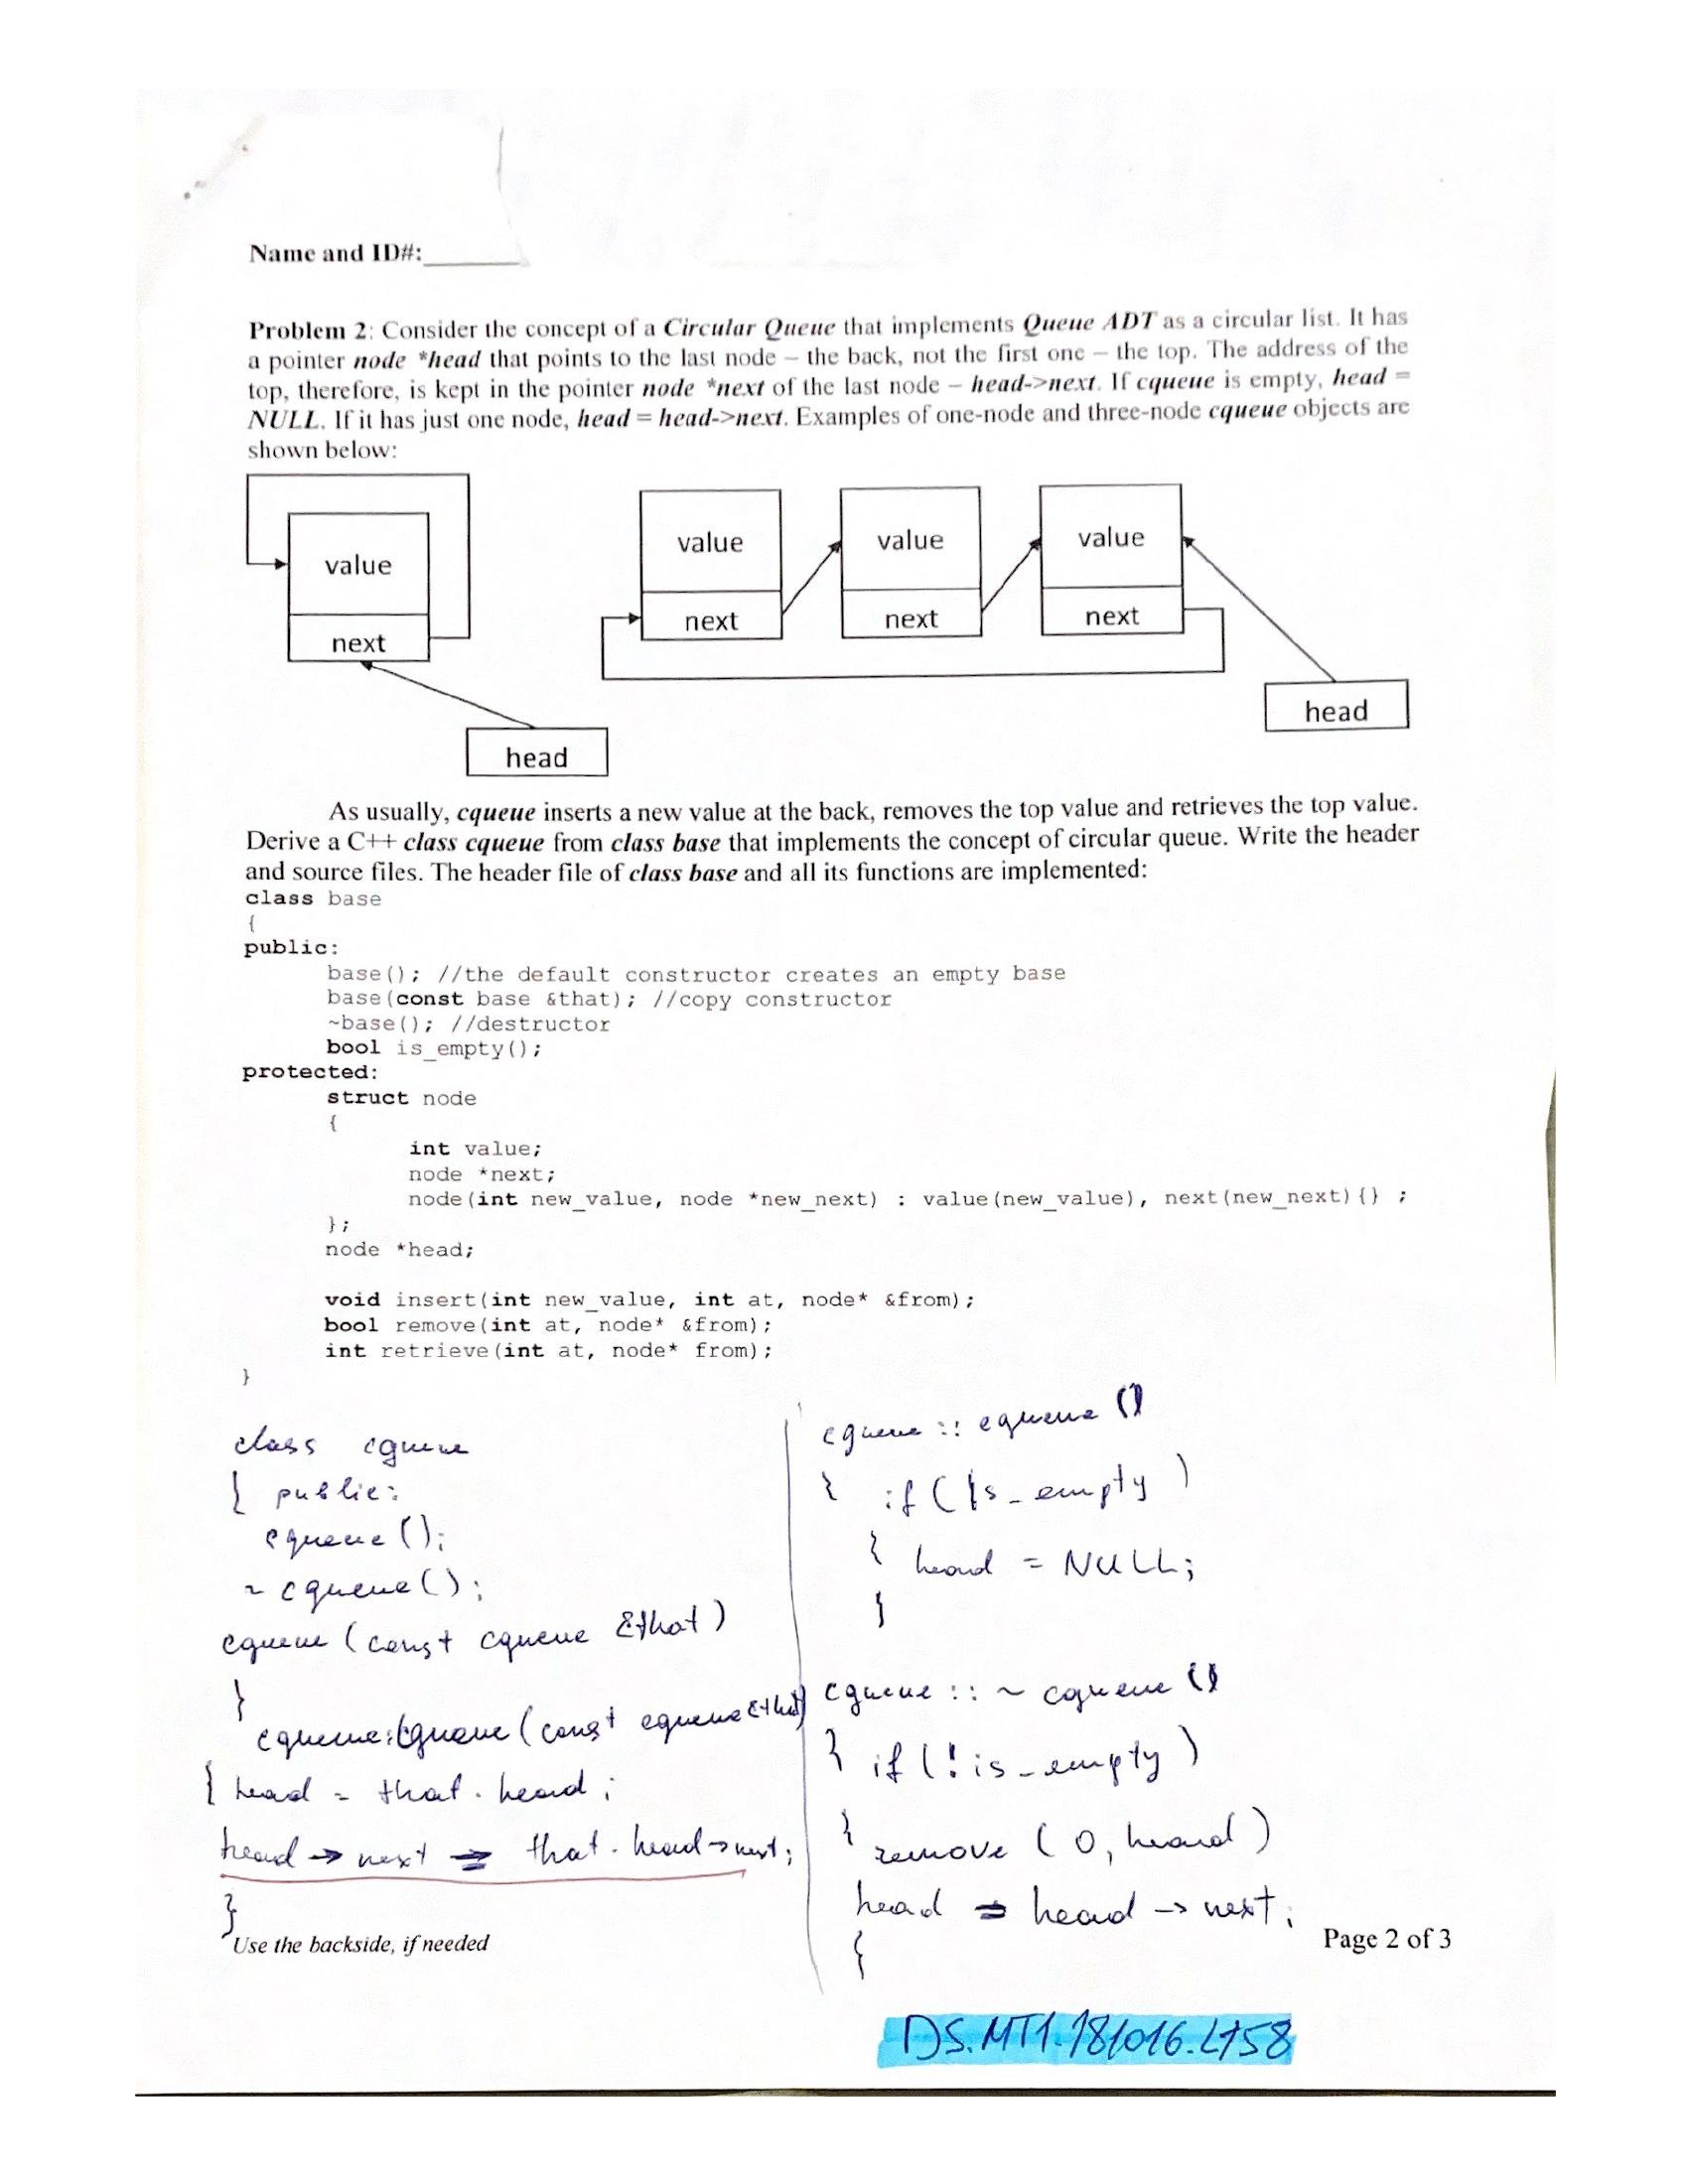 Name and ID#:________
Problem 2: Consider the concept of a Circular Queue that implements Queue ADT as a circular list. It has
a pointer node *head that points to the last node – the back, not the first one – the top. The address of the
top, therefore, is kept in the pointer node *next of the last node – head->next. If cqueue is empty, head =
NULL. If it has just one node, head = head->next. Examples of one-node and three-node cqueue objects are
shown below:
value
next
head
value
next
value
next
value
next
head
As usually, cqueue inserts a new value at the back, removes the top value and retrieves the top value.
Derive a C++ class cqueue from class base that implements the concept of circular queue. Write the header
and source files. The header file of class base and all its functions are implemented:
class base
{
public:
base(); //the default constructor creates an empty base
base(const base &that); //copy constructor
~base(); //destructor
bool is_empty();
protected:
struct node
{
int value;
node *next;
node(int new_value, node *new_next) : value(new_value), next(new_next){} ;
};
node *head;
void insert(int new_value, int at, node* &from);
bool remove(int at, node* &from);
int retrieve(int at, node* from);
}
class cqueue
{ public:
cqueue();
~ cqueue();
cqueue (const cqueue &that)
}
cqueue::cqueue (const cqueue &that)
{ head = that.head;
head -> next = that.head->next;
}
cqueue :: cqueue ()
{ if (is_empty )
{ head = NULL;
}
cqueue :: ~ cqueue ()
} if (!is_empty )
{ remove ( 0, head )
head = head -> next;
{
Use the backside, if needed
Page 2 of 3
DS.MT1.181016.L758